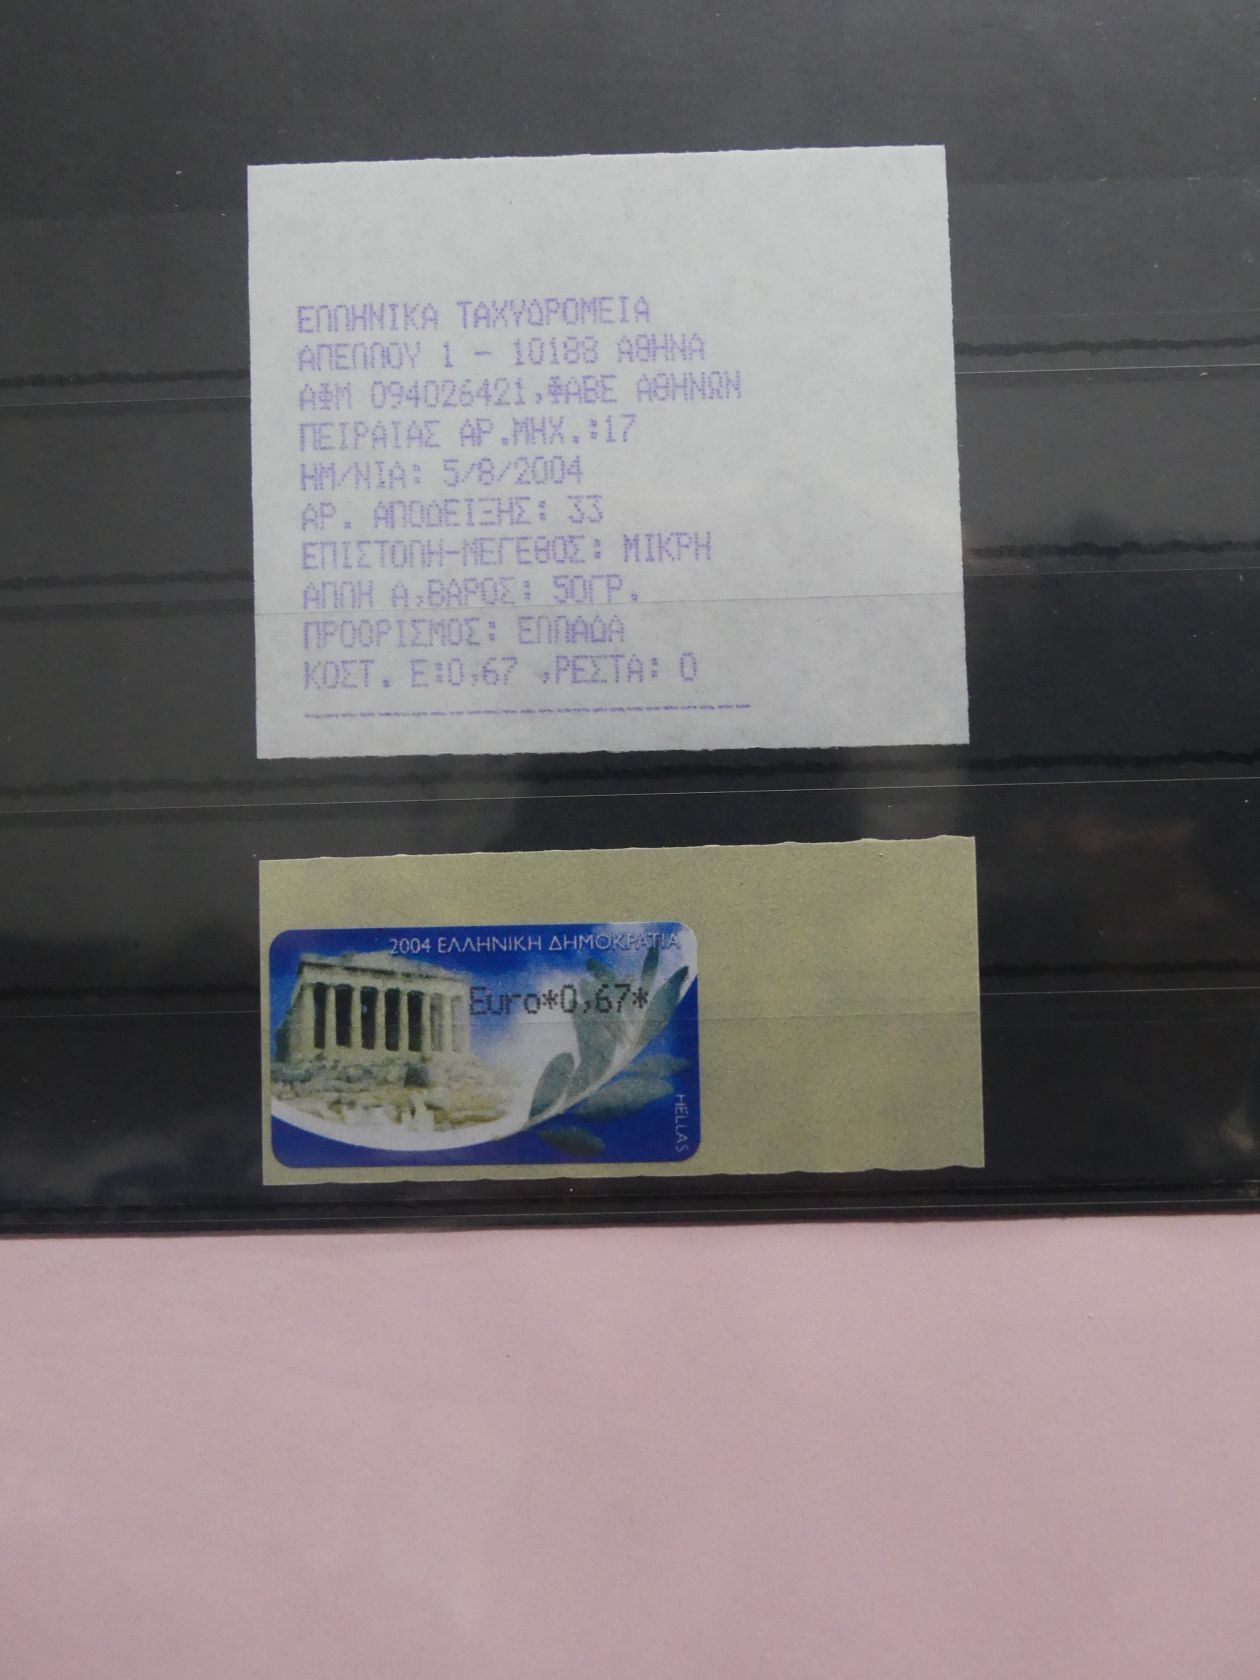 ΕΛΛΗΝΙΚΑ ΤΑΧΥΔΡΟΜΕΙΑ
ΑΠΕΛΛΟΥ 1 - 10188 ΑΘΗΝΑ
ΑΦΜ 094026421,ΦΑΒΕ ΑΘΗΝΩΝ
ΠΕΙΡΑΙΑΣ ΑΡ.ΜΗΧ.:17
ΗΜ/ΝΙΑ: 5/8/2004
ΑΡ. ΑΠΟΔΕΙΞΗΣ: 33
ΕΠΙΣΤΟΛΗ-ΜΕΓΕΘΟΣ: ΜΙΚΡΗ
ΑΠΛΗ Α,ΒΑΡΟΣ: 50ΓΡ.
ΠΡΟΟΡΙΣΜΟΣ: ΕΛΛΑΔΑ
ΚΟΣΤ. Ε:0,67 ,ΡΕΣΤΑ: 0
2004 ΕΛΛΗΝΙΚΗ ΔΗΜΟΚΡΑΤΙΑ
Euro*0,67*
HELLAS